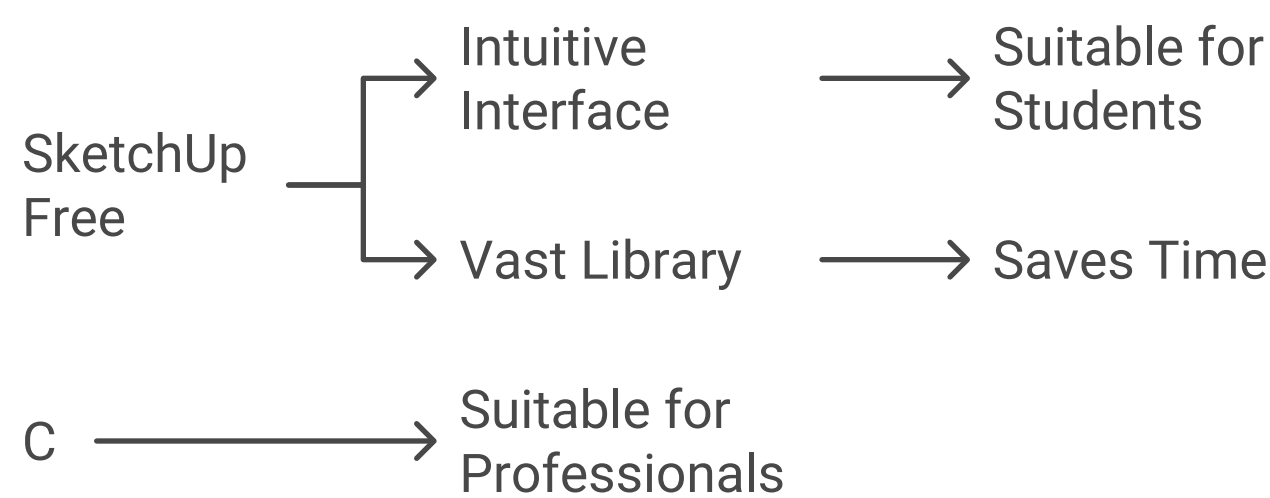 SketchUp
Free
Intuitive
Interface
Suitable for
Students
Vast Library
Saves Time
C
Suitable for
Professionals